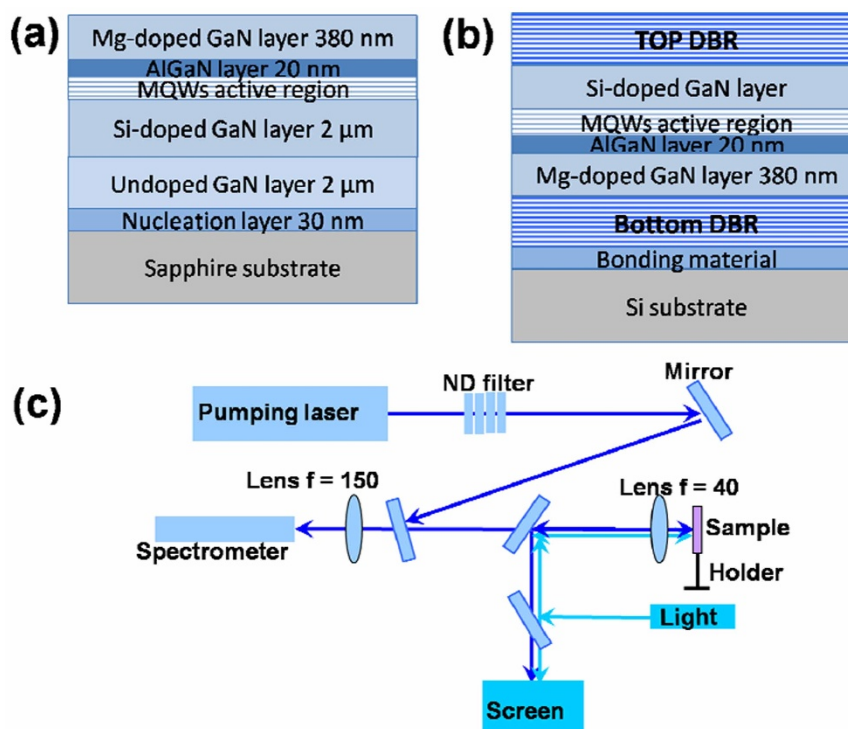 (a)
Mg-doped GaN layer 380 nm
AlGaN layer 20 nm
MQWs active region
Si-doped GaN layer 2 μm
Undoped GaN layer 2 μm
Nucleation layer 30 nm
Sapphire substrate
(b)
TOP DBR
Si-doped GaN layer
MQWs active region
AlGaN layer 20 nm
Mg-doped GaN layer 380 nm
Bottom DBR
Bonding material
Si substrate
(c)
Pumping laser
ND filter
Mirror
Lens f = 150
Lens f = 40
Spectrometer
Sample
Holder
Light
Screen